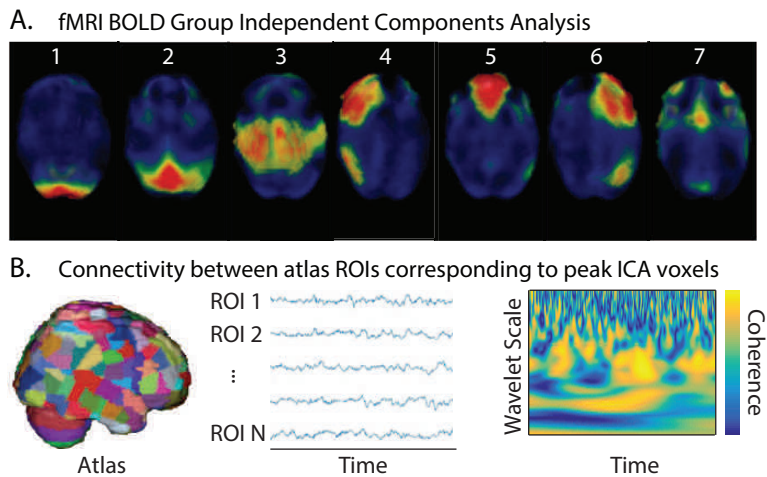 A. fMRI BOLD Group Independent Components Analysis
1 2 3 4 5 6 7
B. Connectivity between atlas ROIs corresponding to peak ICA voxels
ROI 1
ROI 2
...
ROI N
Atlas
Time
Wavelet Scale
Time
Coherence